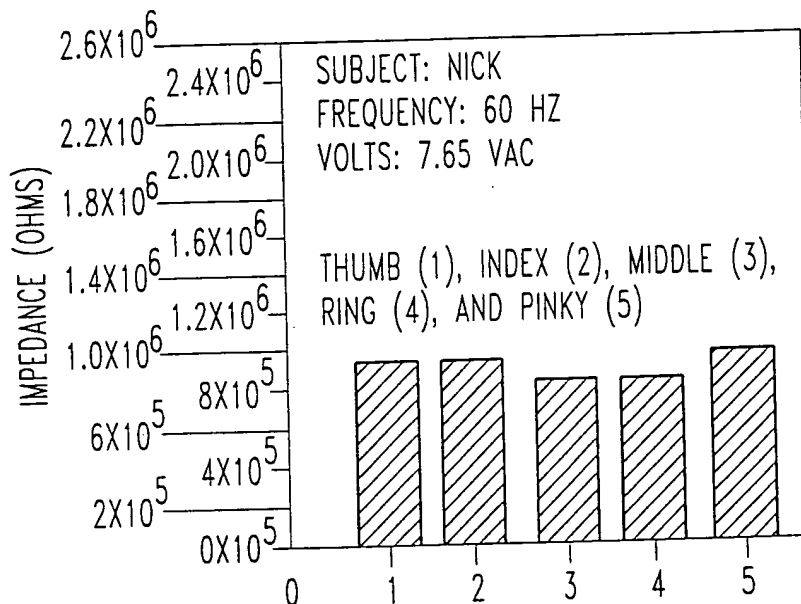 2.6X10^6
2.4X10^6
2.2X10^6
2.0X10^6
1.8X10^6
1.6X10^6
1.4X10^6
1.2X10^6
1.0X10^6
8X10^5
6X10^5
4X10^5
2X10^5
0X10^5
IMPEDANCE (OHMS)
SUBJECT: NICK
FREQUENCY: 60 HZ
VOLTS: 7.65 VAC
THUMB (1), INDEX (2), MIDDLE (3),
RING (4), AND PINKY (5)
0 1 2 3 4 5